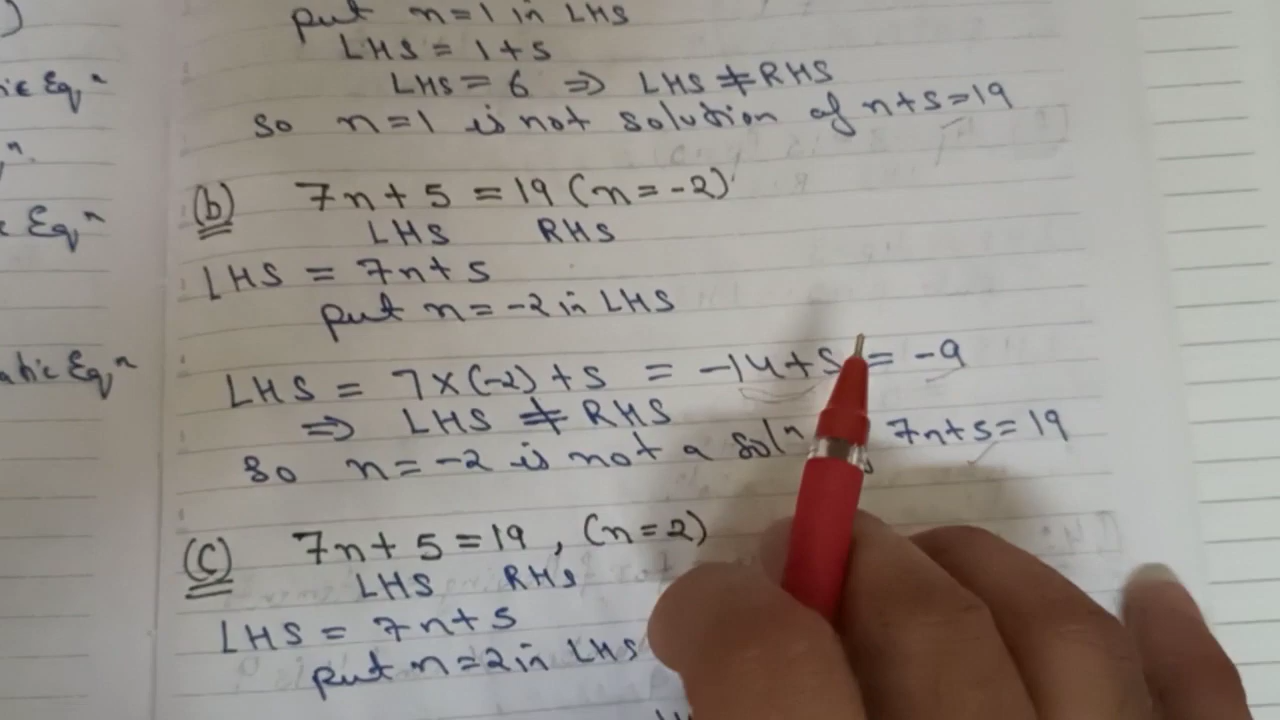 put n=1 in LHS
LHS = 1+5
LHS = 6 ⇒ LHS ≠ RHS
So n=1 is not solution of n+5=19
(b) 7n+5 = 19 (n=-2)
LHS RHS
LHS = 7n+5
put n=-2 in LHS
LHS = 7×(-2)+5 = -14+5 = -9
⇒ LHS ≠ RHS
So n=-2 is not a solⁿ 7n+5=19
(C) 7n+5=19, (n=2)
LHS RHS
LHS = 7n+5
put n=2 in LHS
Eqⁿ
Eqⁿ
Eqⁿ